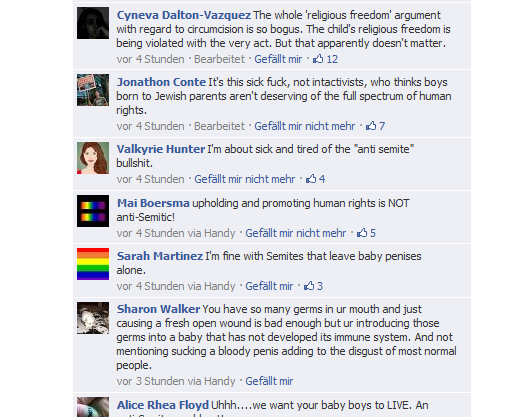 Cyneva Dalton-Vazquez The whole 'religious freedom' argument
with regard to circumcision is so bogus. The child's religious freedom is
being violated with the very act. But that apparently doesn't matter.
vor 4 Stunden · Bearbeitet · Gefällt mir · 12
Jonathon Conte It's this sick fuck, not intactivists, who thinks boys
born to Jewish parents aren't deserving of the full spectrum of human
rights.
vor 4 Stunden · Bearbeitet · Gefällt mir nicht mehr · 7
Valkyrie Hunter I'm about sick and tired of the "anti semite"
bullshit.
vor 4 Stunden · Gefällt mir nicht mehr · 4
Mai Boersma upholding and promoting human rights is NOT
anti-Semitic!
vor 4 Stunden via Handy · Gefällt mir nicht mehr · 5
Sarah Martinez I'm fine with Semites that leave baby penises
alone.
vor 4 Stunden via Handy · Gefällt mir · 3
Sharon Walker You have so many germs in ur mouth and just
causing a fresh open wound is bad enough but ur introducing those
germs into a baby that has not developed its immune system. And not
mentioning sucking a bloody penis adding to the disgust of most normal
people.
vor 3 Stunden via Handy · Gefällt mir
Alice Rhea Floyd Uhhh....we want your baby boys to LIVE. An